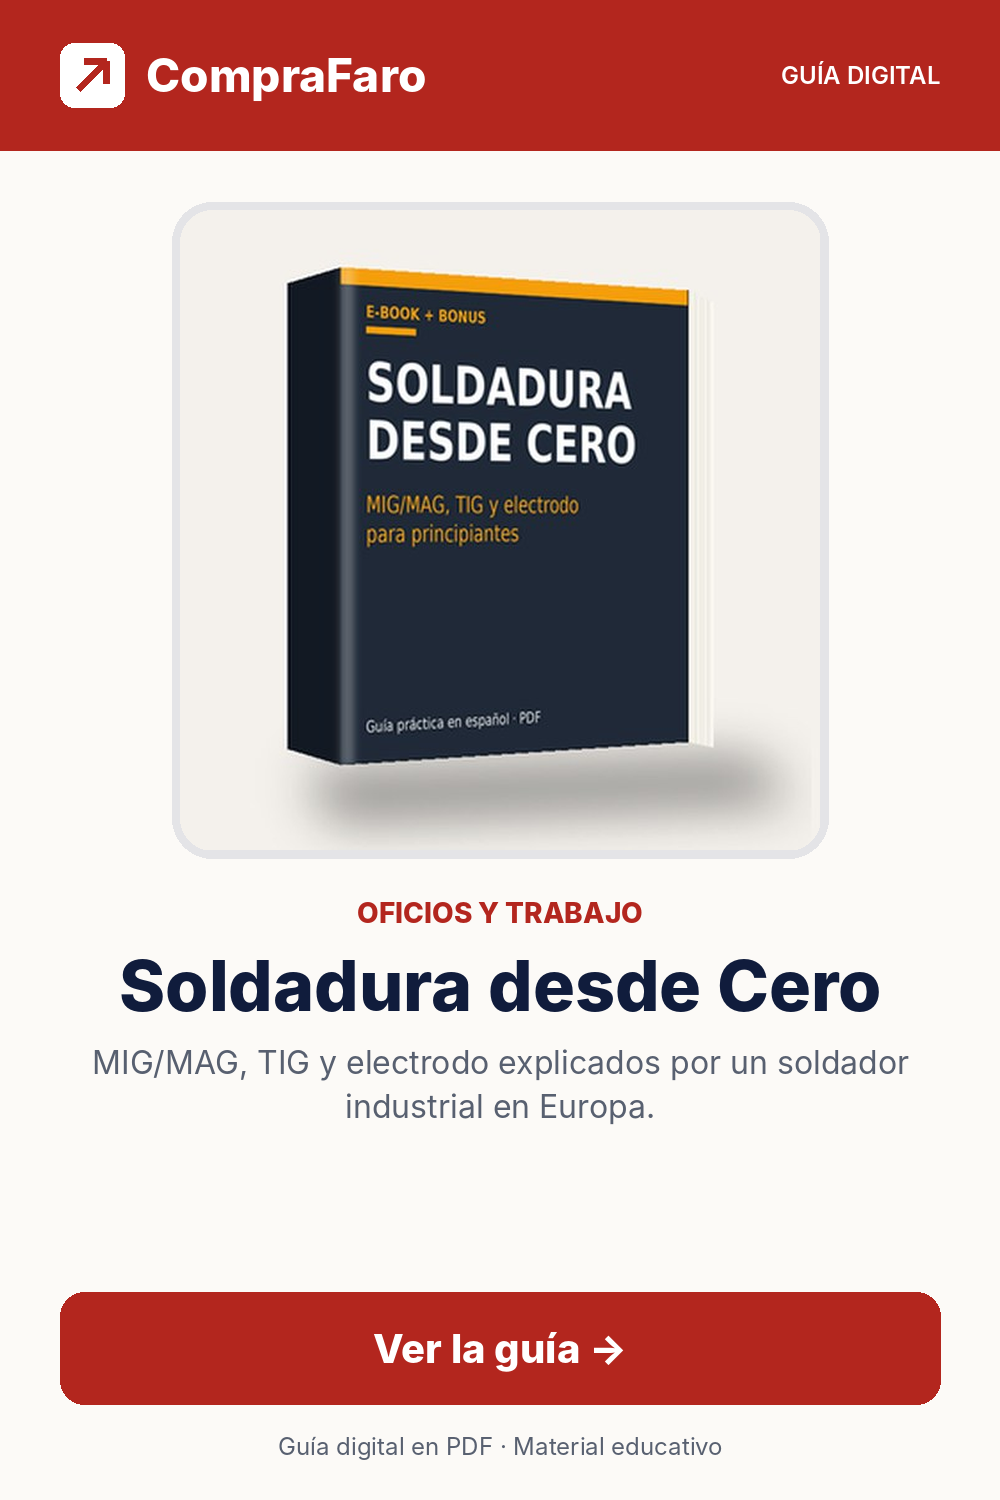 CompraFaro
GUÍA DIGITAL
E-BOOK + BONUS
SOLDADURA
DESDE CERO
MIG/MAG, TIG y electrodo
para principiantes
Guía práctica en español · PDF
OFICIOS Y TRABAJO
Soldadura desde Cero
MIG/MAG, TIG y electrodo explicados por un soldador
industrial en Europa.
Ver la guía →
Guía digital en PDF · Material educativo